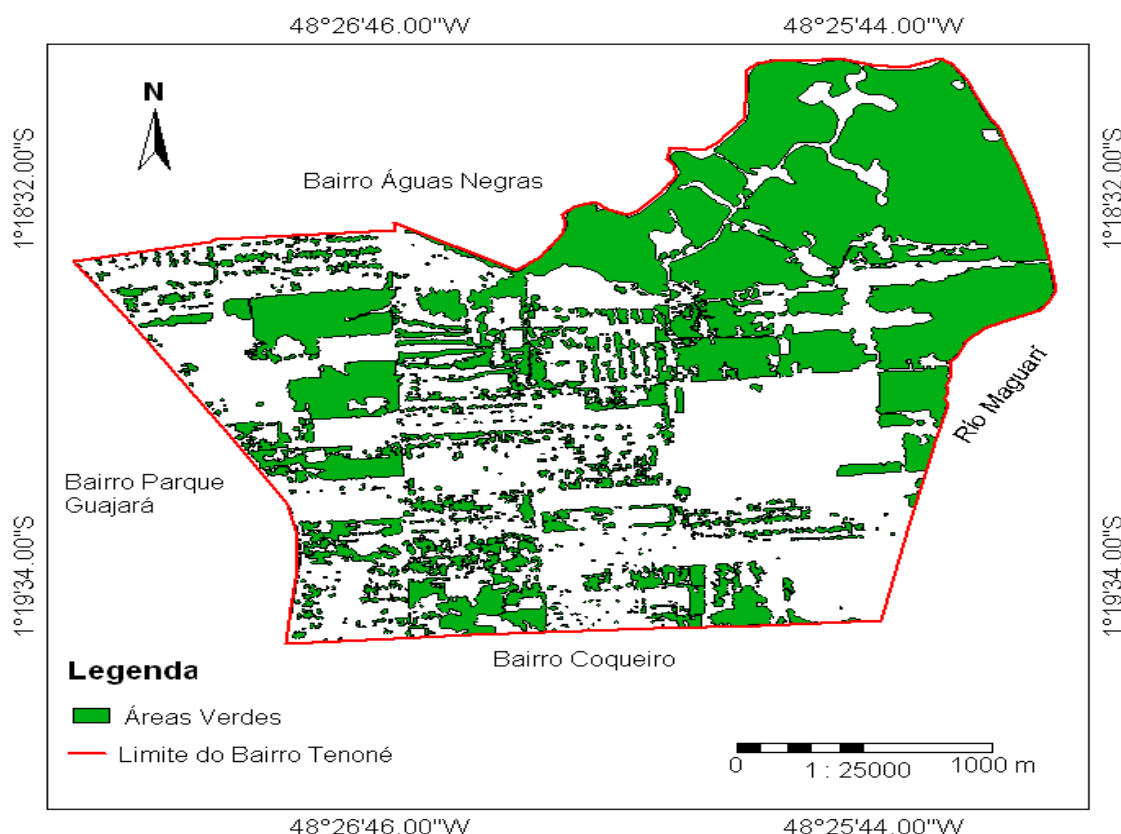 48°26'46.00"W
48°25'44.00"W
N
1°18'32.00"S
1°18'32.00"S
Bairro Águas Negras
Rio Maguarí
Bairro Parque
Guajará
1°19'34.00"S
1°19'34.00"S
Bairro Coqueiro
Legenda
Áreas Verdes
Limite do Bairro Tenoné
0
1000 m
1 : 25000
48°26'46.00"W
48°25'44.00"W